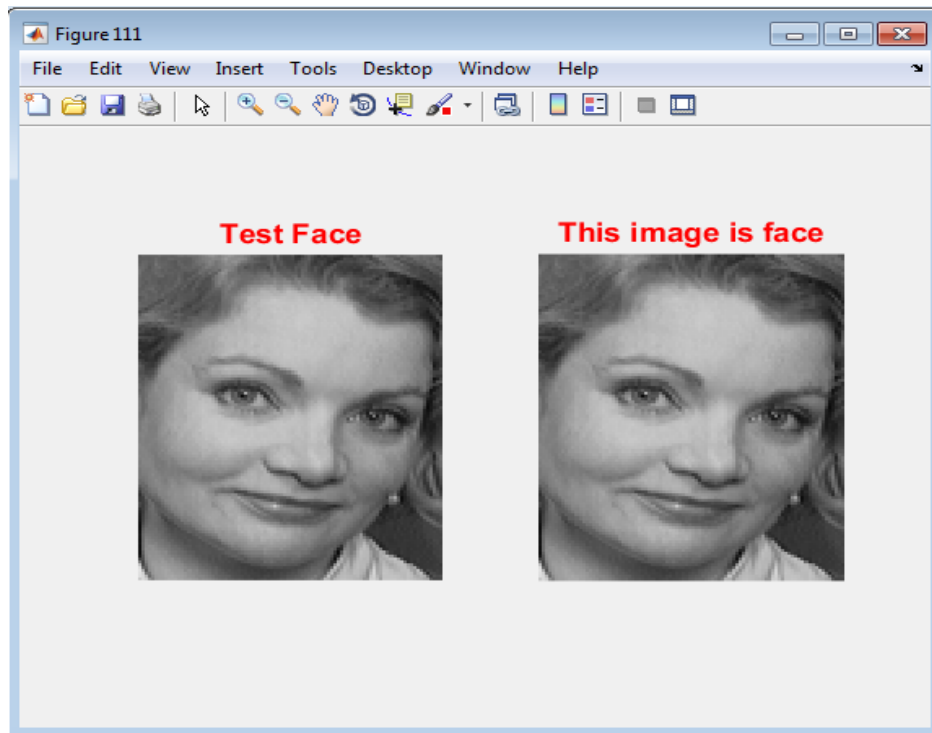 Figure 111
File Edit View Insert Tools Desktop Window Help
Test Face
This image is face